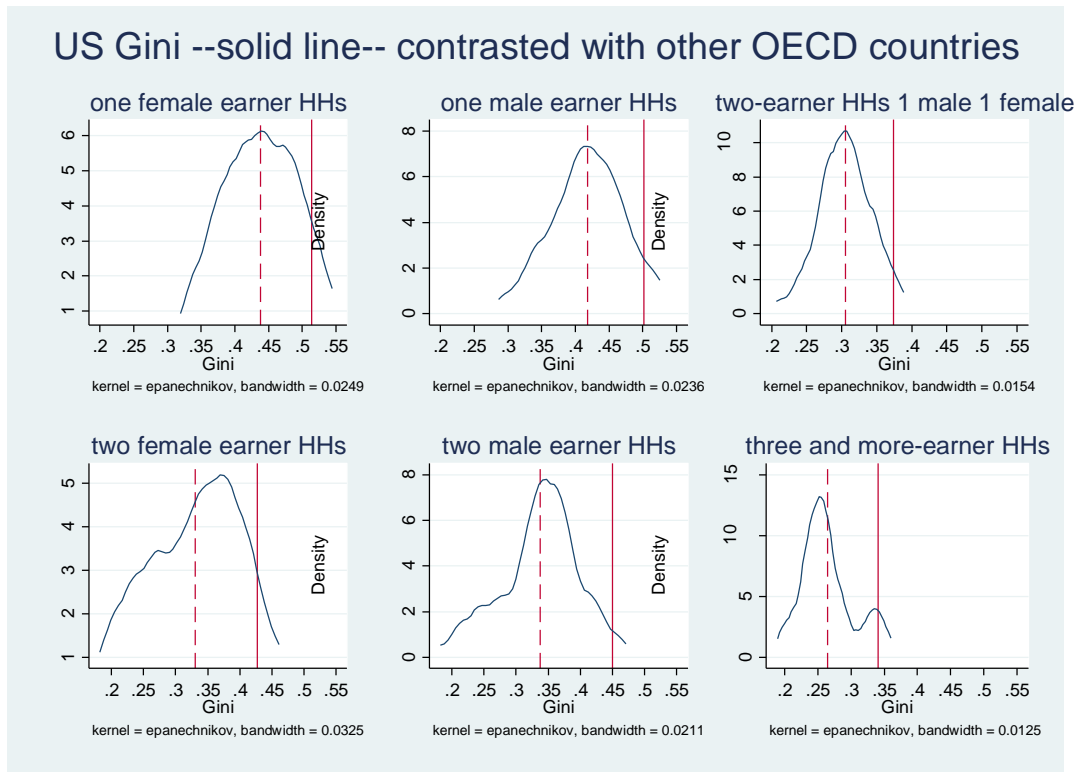 US Gini --solid line-- contrasted with other OECD countries
one female earner HHs
6
5
4
3
2
1
.2 .25 .3 .35 .4 .45 .5 .55
Gini
kernel = epanechnikov, bandwidth = 0.0249
one male earner HHs
Density
8
6
4
2
0
.2 .25 .3 .35 .4 .45 .5 .55
Gini
kernel = epanechnikov, bandwidth = 0.0236
two-earner HHs 1 male 1 female
Density
10
8
6
4
2
0
.2 .25 .3 .35 .4 .45 .5 .55
Gini
kernel = epanechnikov, bandwidth = 0.0154
two female earner HHs
5
4
3
2
1
.2 .25 .3 .35 .4 .45 .5 .55
Gini
kernel = epanechnikov, bandwidth = 0.0325
two male earner HHs
Density
8
6
4
2
0
.2 .25 .3 .35 .4 .45 .5 .55
Gini
kernel = epanechnikov, bandwidth = 0.0211
three and more-earner HHs
Density
15
10
5
0
.2 .25 .3 .35 .4 .45 .5 .55
Gini
kernel = epanechnikov, bandwidth = 0.0125